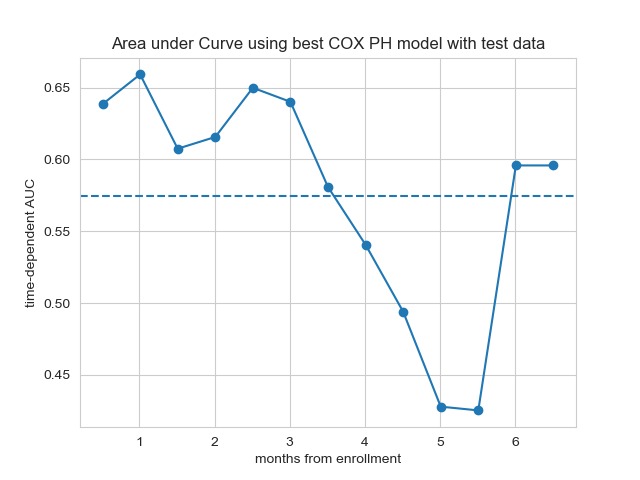 Area under Curve using best COX PH model with test data
time-dependent AUC
0.65
0.60
0.55
0.50
0.45
1 2 3 4 5 6
months from enrollment